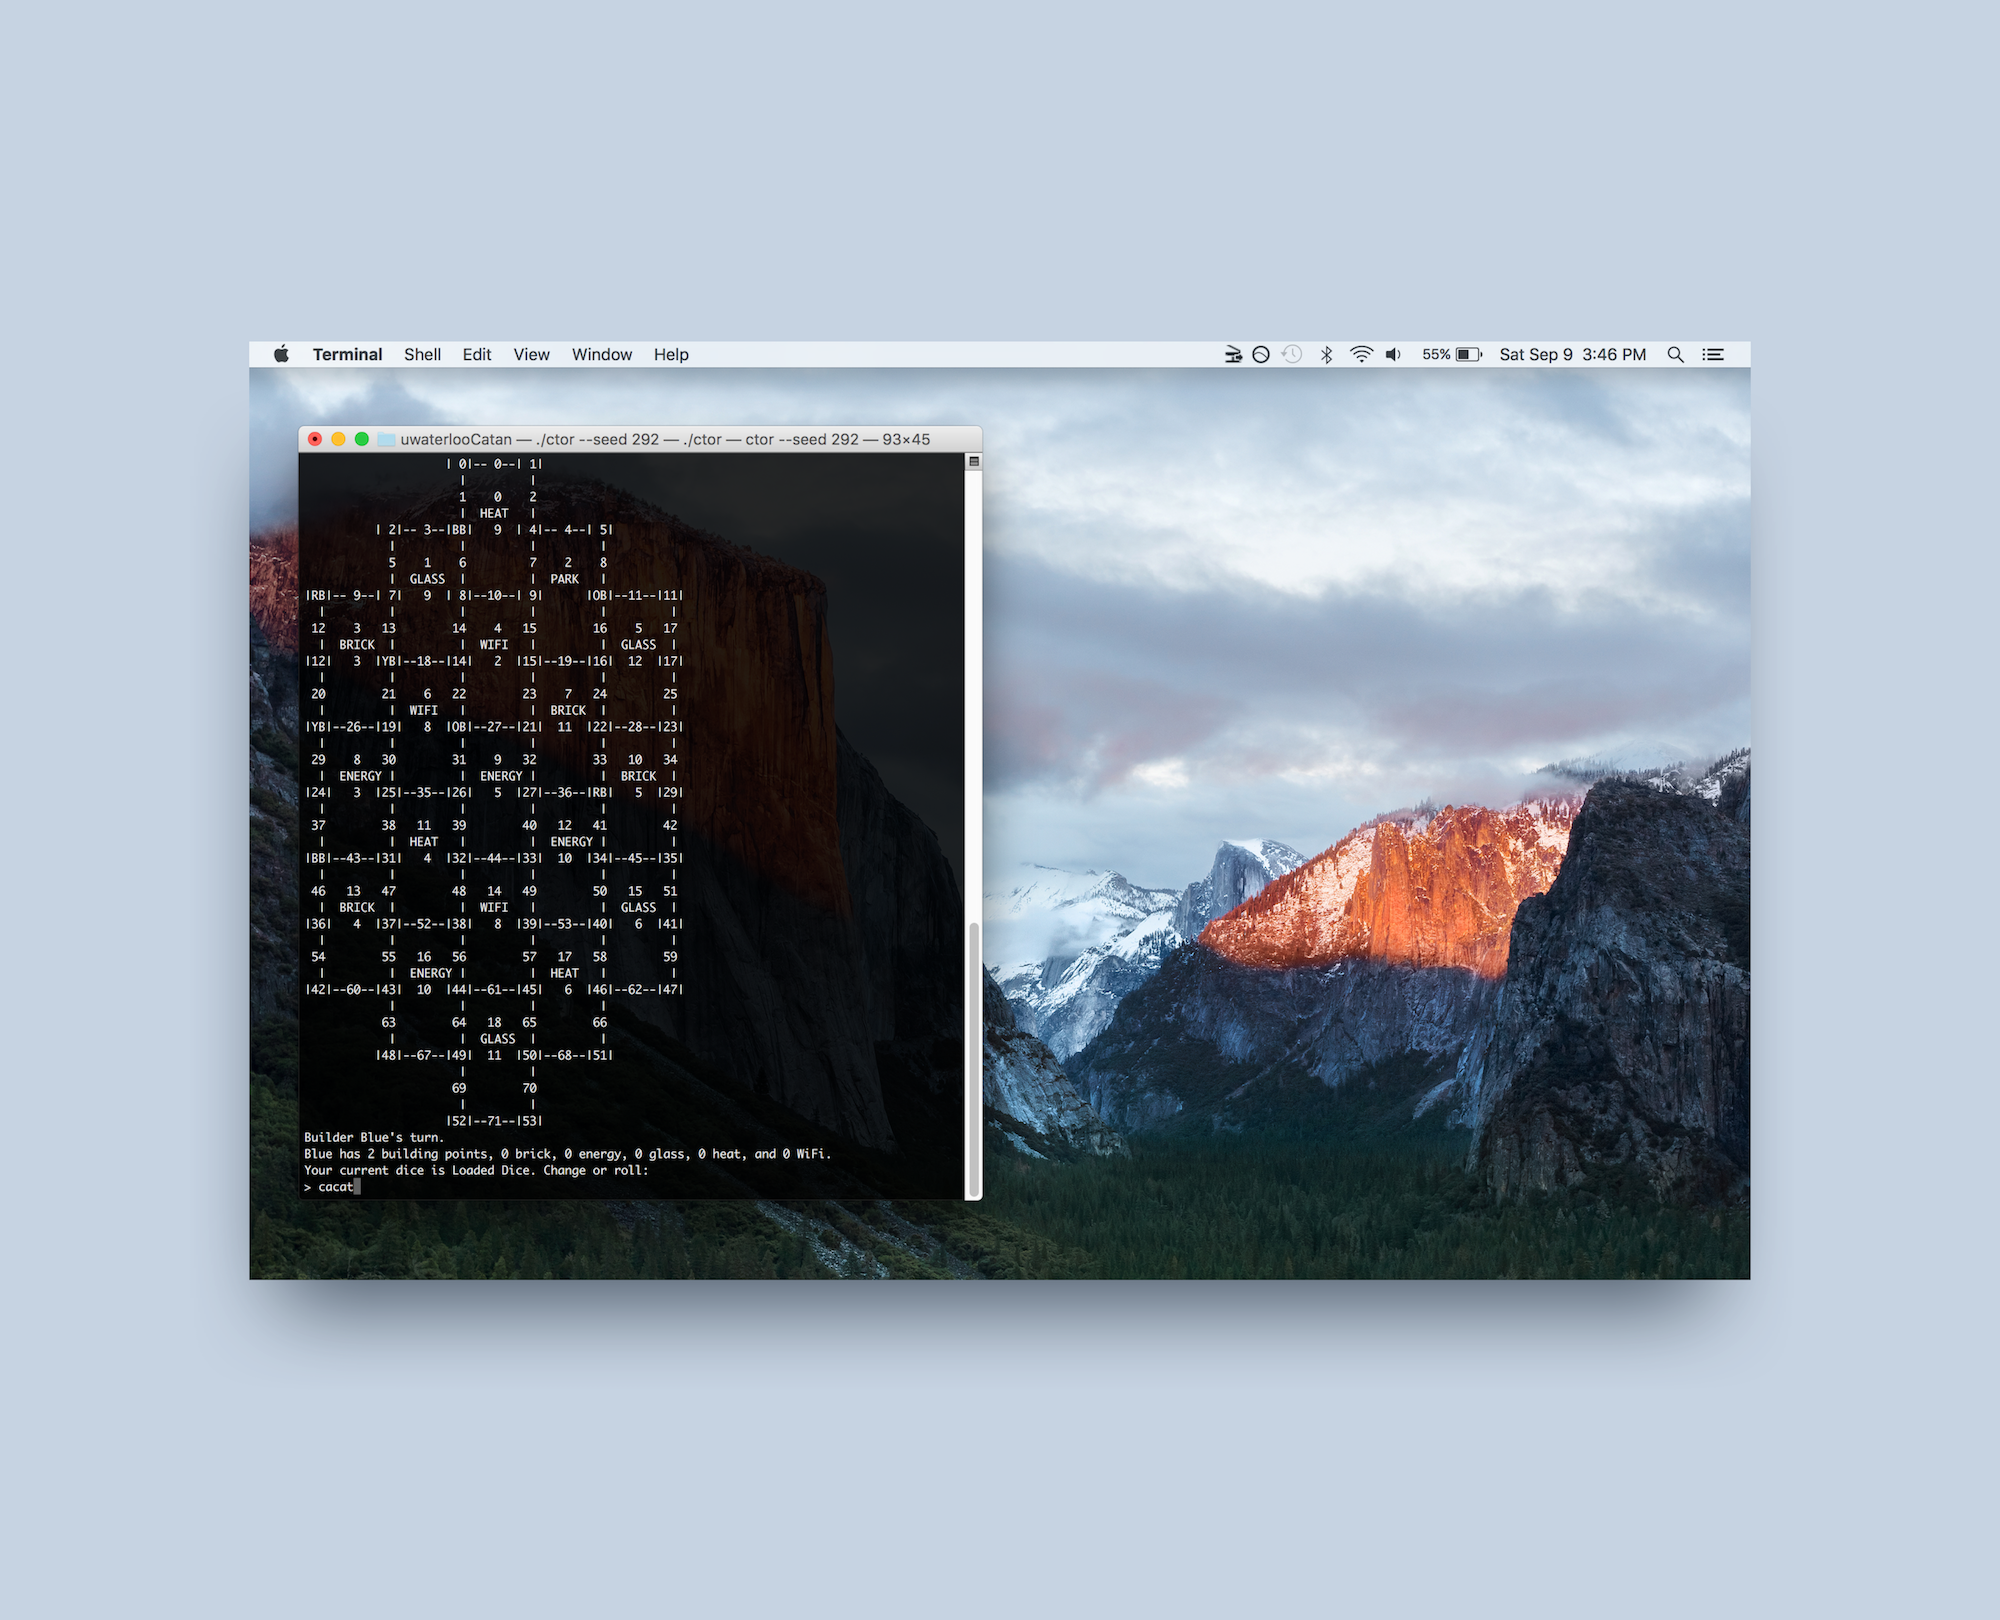 Terminal Shell Edit View Window Help 55% Sat Sep 9 3:46 PM
uwaterlooCatan — ./ctor --seed 292 — ./ctor — ctor --seed 292 — 93×45
| 0|-- 0--| 1|
| |
1 0 2
| HEAT |
| 2|-- 3--|BB| 9 | 4|-- 4--| 5|
| | | |
5 1 6 7 2 8
| GLASS | | PARK |
|RB|-- 9--| 7| 9 | 8|--10--| 9| |OB|--11--|11|
| | | | | |
12 3 13 14 4 15 16 5 17
| BRICK | | WIFI | | GLASS |
|12| 3 |YB|--18--|14| 2 |15|--19--|16| 12 |17|
| | | | | |
20 21 6 22 23 7 24 25
| | WIFI | | BRICK | |
|YB|--26--|19| 8 |OB|--27--|21| 11 |22|--28--|23|
| | | | | |
29 8 30 31 9 32 33 10 34
| ENERGY | | ENERGY | | BRICK |
|24| 3 |25|--35--|26| 5 |27|--36--|RB| 5 |29|
| | | | | |
37 38 11 39 40 12 41 42
| | HEAT | | ENERGY | |
|BB|--43--|31| 4 |32|--44--|33| 10 |34|--45--|35|
| | | | | |
46 13 47 48 14 49 50 15 51
| BRICK | | WIFI | | GLASS |
|36| 4 |37|--52--|38| 8 |39|--53--|40| 6 |41|
| | | | | |
54 55 16 56 57 17 58 59
| | ENERGY | | HEAT | |
|42|--60--|43| 10 |44|--61--|45| 6 |46|--62--|47|
| | | |
63 64 18 65 66
| | GLASS | |
|48|--67--|49| 11 |50|--68--|51|
| |
69 70
| |
|52|--71--|53|
Builder Blue's turn.
Blue has 2 building points, 0 brick, 0 energy, 0 glass, 0 heat, and 0 WiFi.
Your current dice is Loaded Dice. Change or roll:
> cacat